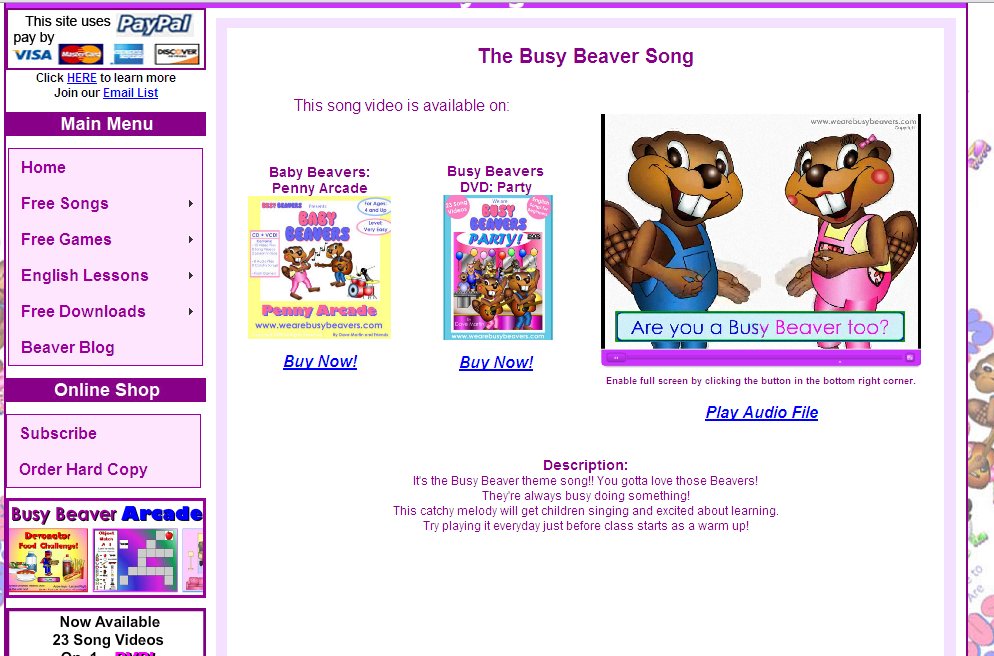 This site uses PayPal
pay by
VISA MasterCard DISCOVER
Click HERE to learn more
Join our Email List
Main Menu
Home
Free Songs
Free Games
English Lessons
Free Downloads
Beaver Blog
Online Shop
Subscribe
Order Hard Copy
Busy Beaver Arcade
Detonator
Food Challenge!
Now Available
23 Song Videos
On 1 DVD!
The Busy Beaver Song
This song video is available on:
Baby Beavers:
Penny Arcade
BUSY BEAVERS Presents
BABY
BEAVERS
For Ages:
4 and Up
Level:
Very Easy
CD + VCD!
Penny Arcade
www.wearebusybeavers.com
By Dave Martin and Friends
Buy Now!
Busy Beavers
DVD: Party
We are
23 Song
Videos
BUSY
BEAVERS
English
Songs for
PARTY!
Dave Martin
www.wearebusybeavers.com
Buy Now!
www.wearebusybeavers.com
Are you a Busy Beaver too?
Enable full screen by clicking the button in the bottom right corner.
Play Audio File
Description:
It's the Busy Beaver theme song!! You gotta love those Beavers!
They're always busy doing something!
This catchy melody will get children singing and excited about learning.
Try playing it everyday just before class starts as a warm up!